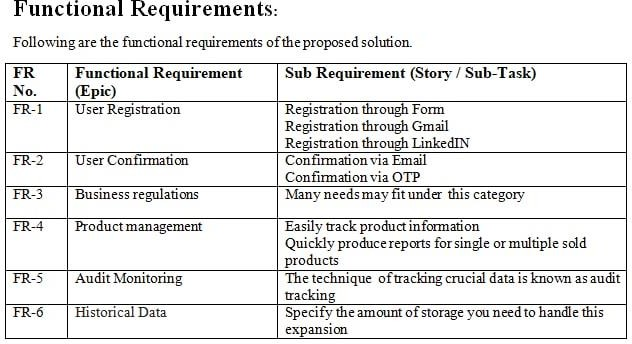 Functional Requirements:
Following are the functional requirements of the proposed solution.
FR No. Functional Requirement (Epic) Sub Requirement (Story / Sub-Task)
FR-1 User Registration Registration through Form
Registration through Gmail
Registration through LinkedIN
FR-2 User Confirmation Confirmation via Email
Confirmation via OTP
FR-3 Business regulations Many needs may fit under this category
FR-4 Product management Easily track product information
Quickly produce reports for single or multiple sold
products
FR-5 Audit Monitoring The technique of tracking crucial data is known as audit
tracking
FR-6 Historical Data Specify the amount of storage you need to handle this
expansion